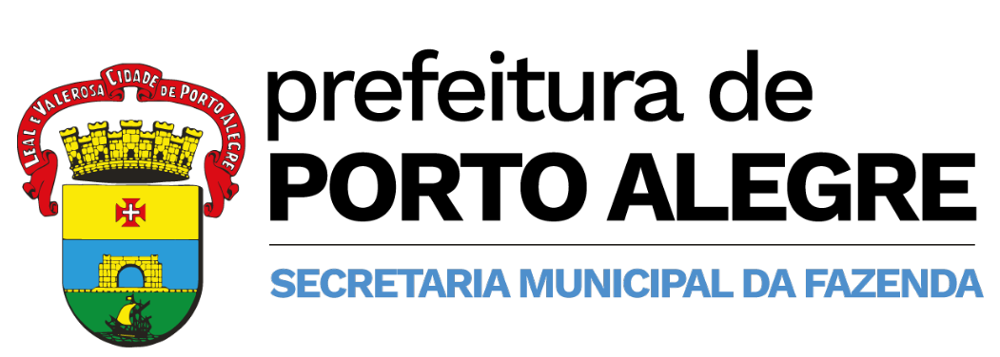 LEAL E VALEROSA CIDADE DE PORTO ALEGRE
prefeitura de
PORTO ALEGRE
SECRETARIA MUNICIPAL DA FAZENDA